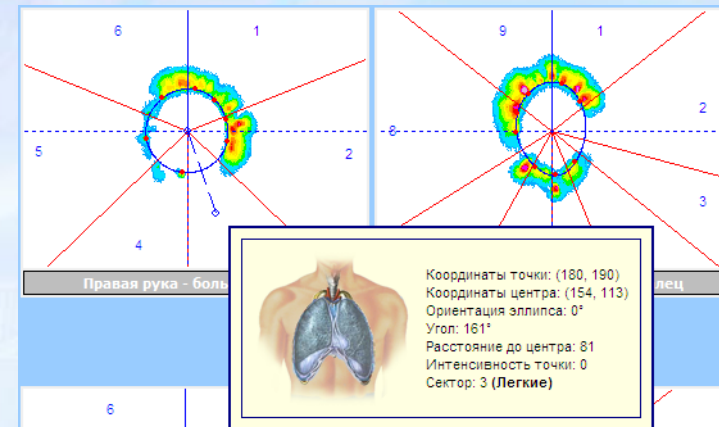 6
1
5
2
4
Правая рука - боль
9
1
8
2
3
лец
Координаты точки: (180, 190)
Координаты центра: (154, 113)
Ориентация эллипса: 0°
Угол: 161°
Расстояние до центра: 81
Интенсивность точки: 0
Сектор: 3 (Легкие)
6